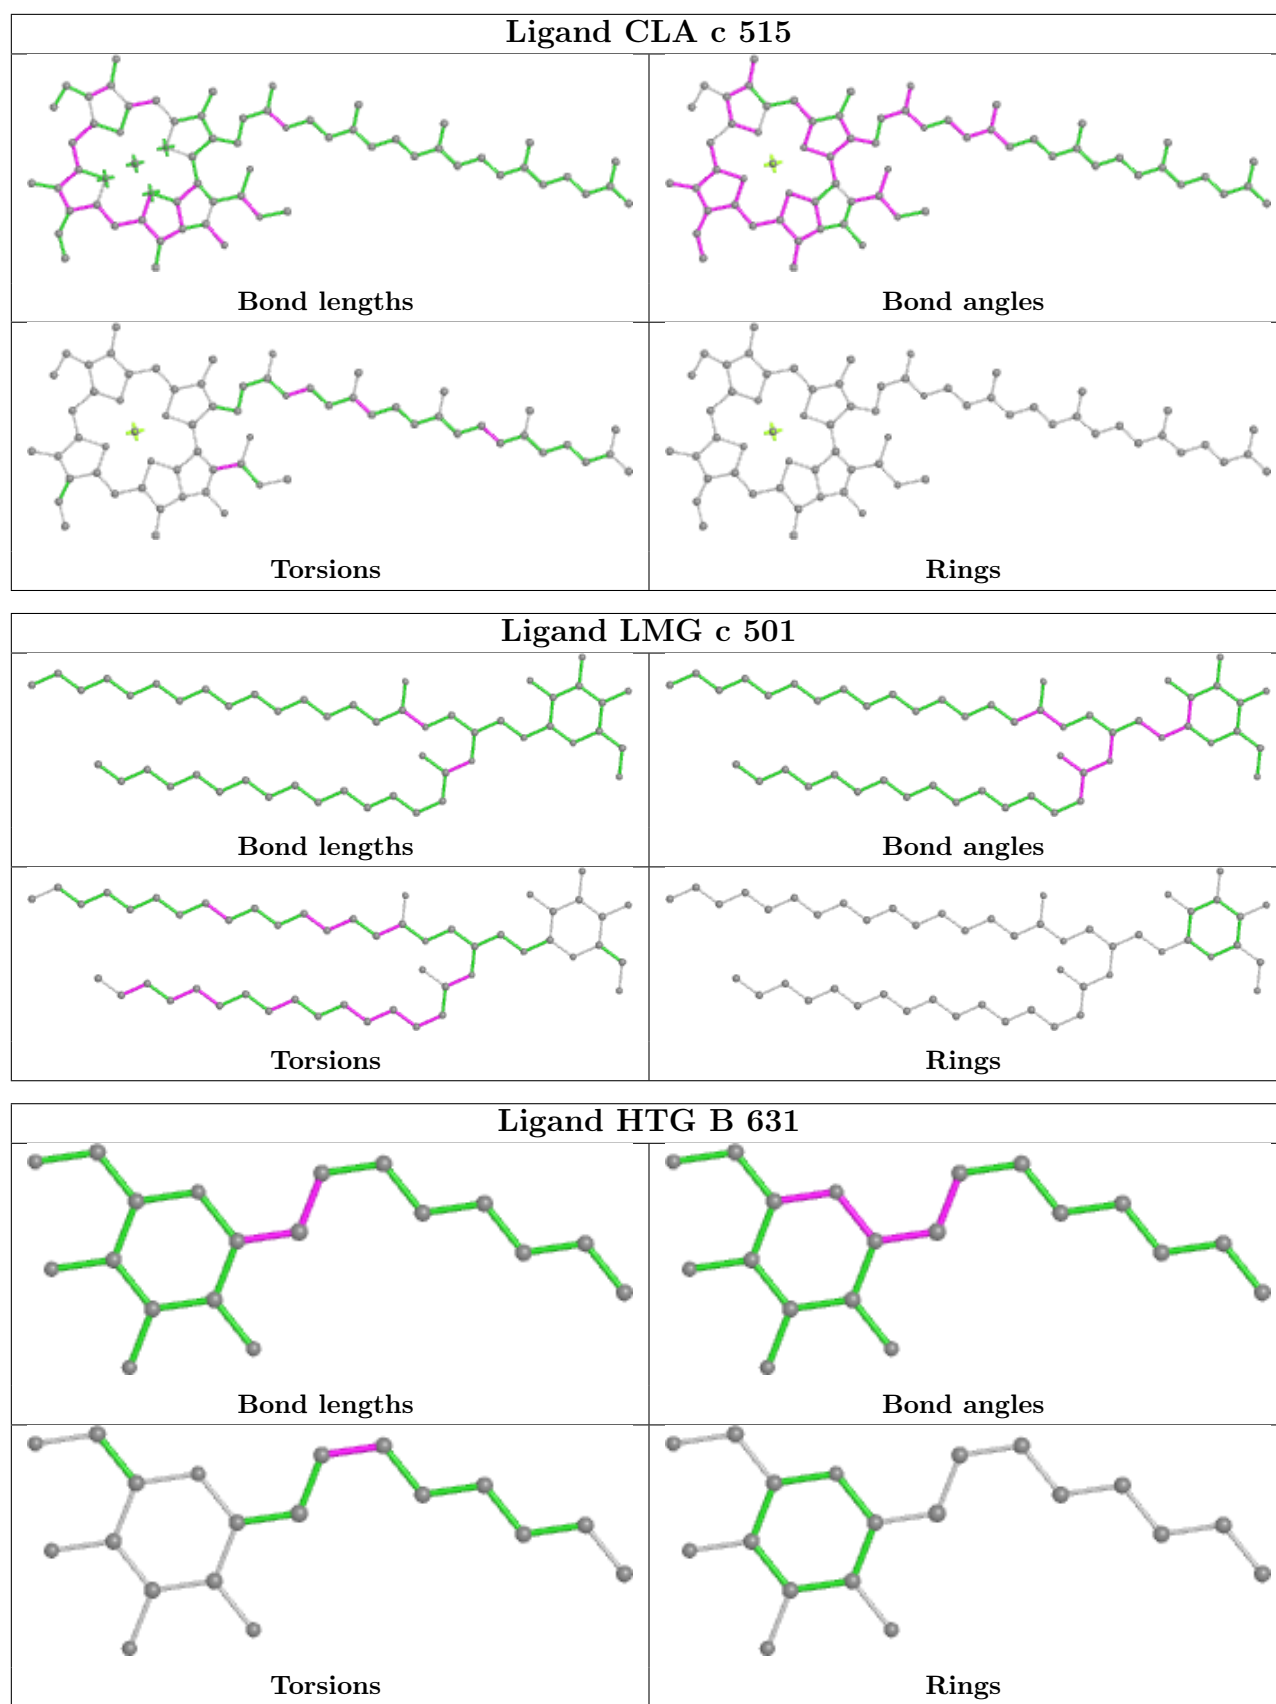 Ligand CLA c 515
Bond lengths
Bond angles
Torsions
Rings
Ligand LMG c 501
Bond lengths
Bond angles
Torsions
Rings
Ligand HTG B 631
Bond lengths
Bond angles
Torsions
Rings